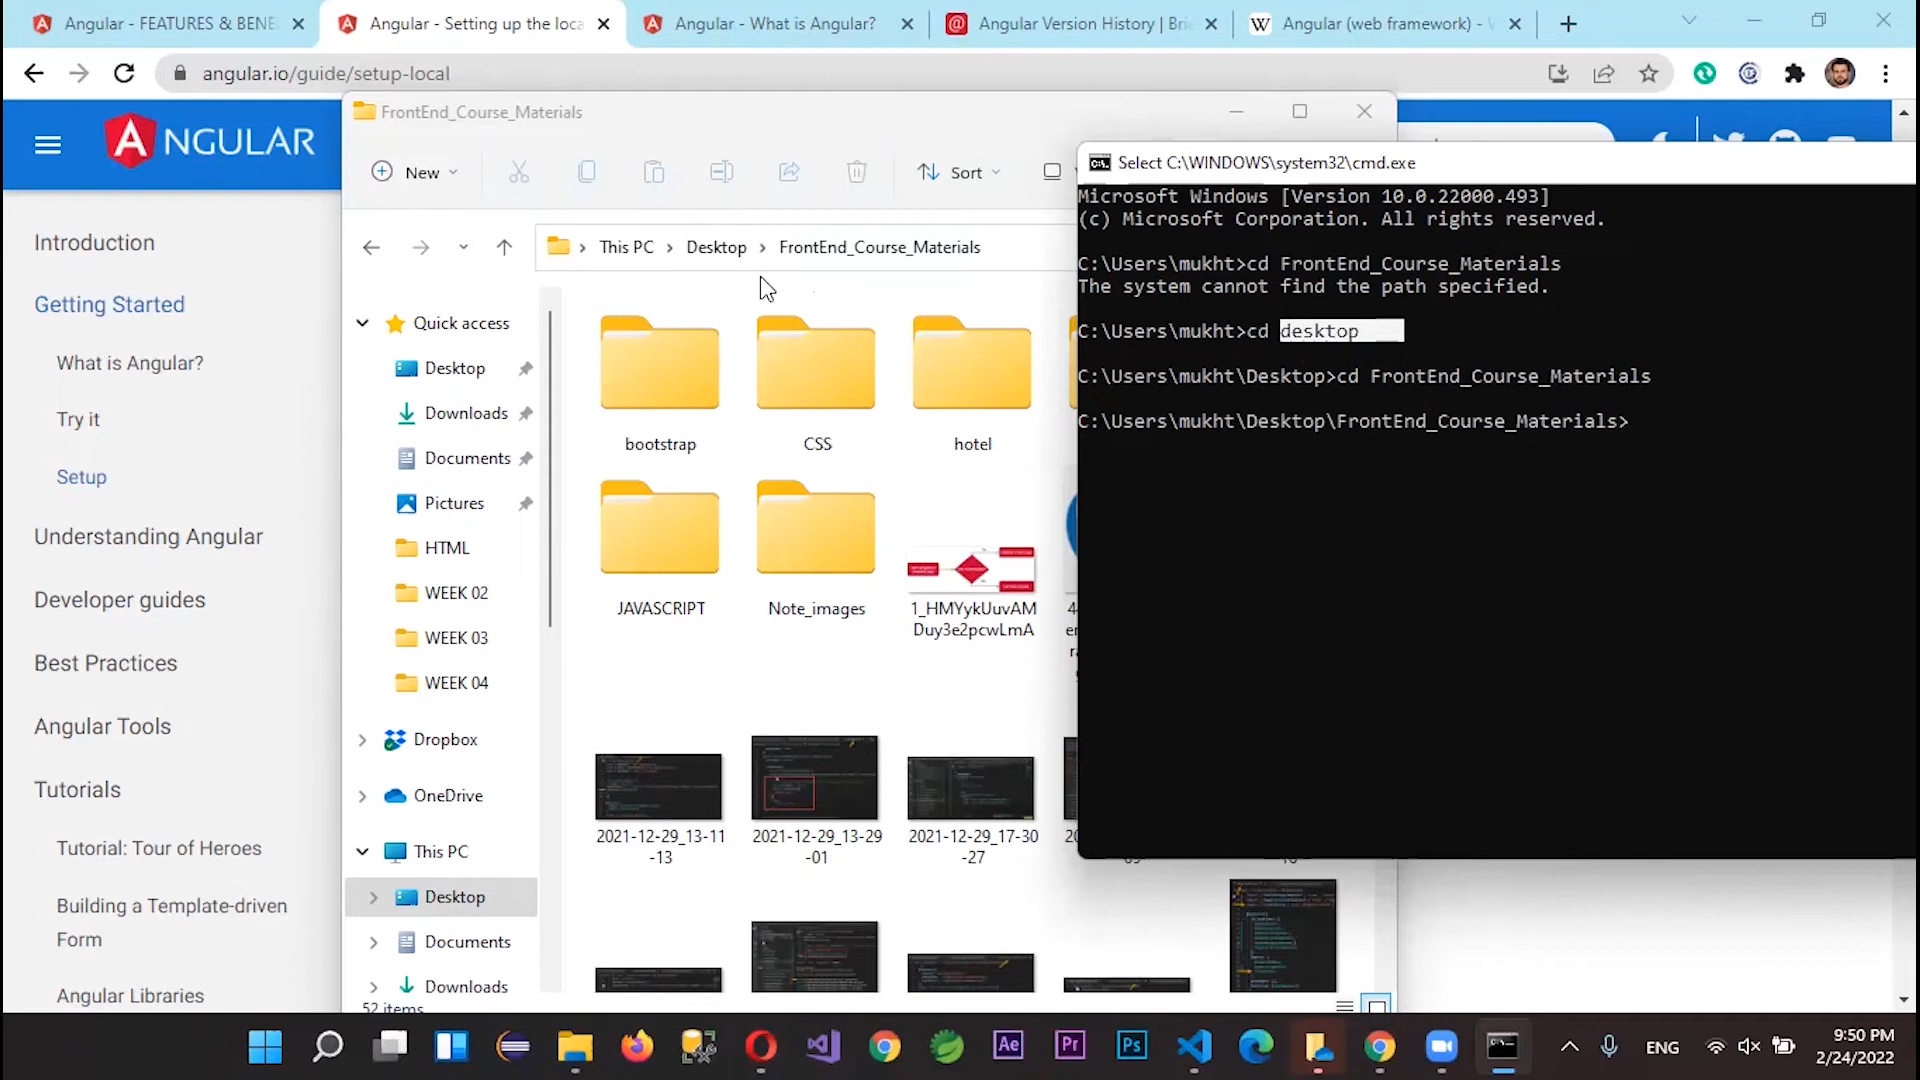 Angular - FEATURES & BENE
Angular - Setting up the loca
Angular - What is Angular?
Angular Version History | Bri
Angular (web framework) -
angular.io/guide/setup-local
NGULAR
Introduction
Getting Started
What is Angular?
Try it
Setup
Understanding Angular
Developer guides
Best Practices
Angular Tools
Tutorials
Tutorial: Tour of Heroes
Building a Template-driven
Form
Angular Libraries
FrontEnd_Course_Materials
New
Sort
This PC > Desktop > FrontEnd_Course_Materials
Quick access
Desktop
Downloads
Documents
Pictures
HTML
WEEK 02
WEEK 03
WEEK 04
Dropbox
OneDrive
This PC
Desktop
Documents
Downloads
52 items
bootstrap
CSS
hotel
JAVASCRIPT
Note_images
1_HMYykUuvAM
Duy3e2pcwLmA
2021-12-29_13-11
-13
2021-12-29_13-29
-01
2021-12-29_17-30
-27
Select C:\WINDOWS\system32\cmd.exe
Microsoft Windows [Version 10.0.22000.493]
(c) Microsoft Corporation. All rights reserved.
C:\Users\mukht>cd FrontEnd_Course_Materials
The system cannot find the path specified.
C:\Users\mukht>cd desktop
C:\Users\mukht\Desktop>cd FrontEnd_Course_Materials
C:\Users\mukht\Desktop\FrontEnd_Course_Materials>
Ae
Pr
Ps
ENG
9:50 PM
2/24/2022